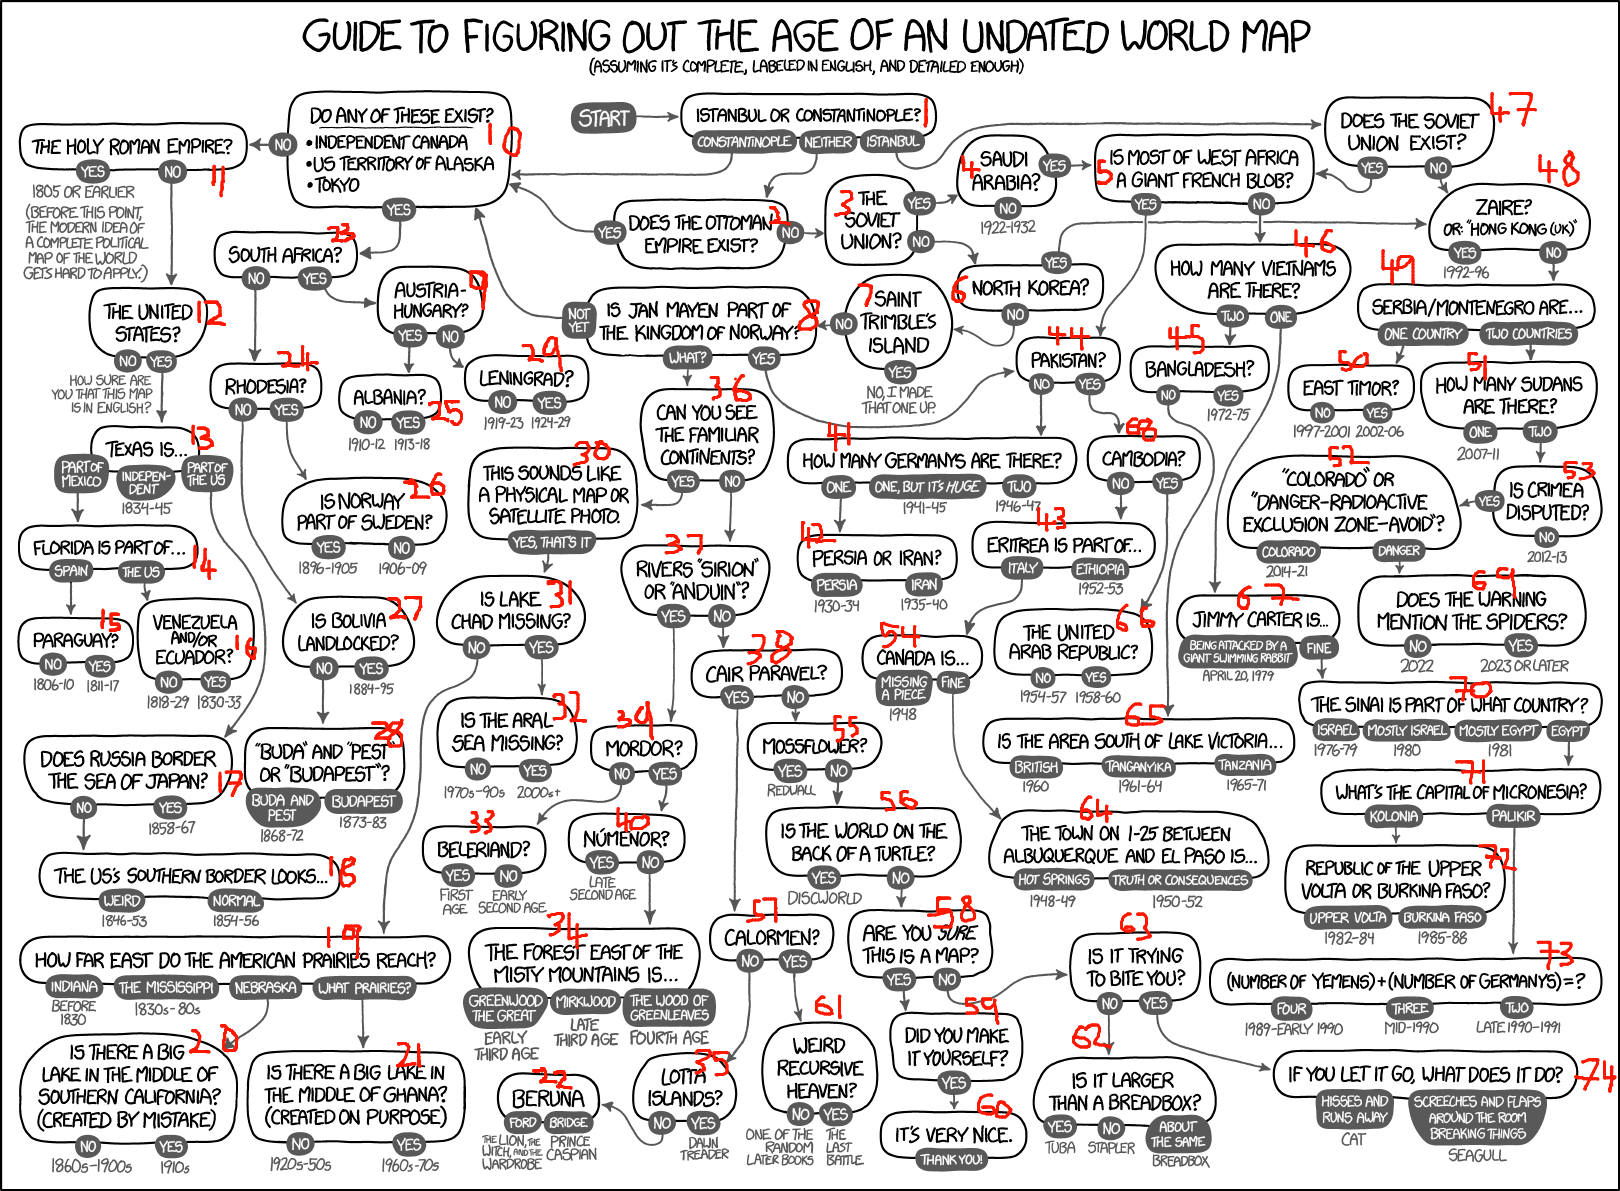 GUIDE TO FIGURING OUT THE AGE OF AN UNDATED WORLD MAP
(ASSUMING IT'S COMPLETE, LABELED IN ENGLISH, AND DETAILED ENOUGH)
START
ISTANBUL OR CONSTANTINOPLE? 1
CONSTANTINOPLE NEITHER ISTANBUL
DO ANY OF THESE EXIST? 10
• INDEPENDENT CANADA
• US TERRITORY OF ALASKA
• TOKYO
NO
YES
THE HOLY ROMAN EMPIRE? 11
YES NO
1805 OR EARLIER
(BEFORE THIS POINT,
THE MODERN IDEA OF
A COMPLETE POLITICAL
MAP OF THE WORLD
GETS HARD TO APPLY.)
DOES THE OTTOMAN 2
EMPIRE EXIST?
YES NO
3 THE
SOVIET
UNION?
YES
NO
4 SAUDI
ARABIA?
YES
NO
1922-1932
5 IS MOST OF WEST AFRICA
A GIANT FRENCH BLOB?
YES NO
DOES THE SOVIET 47
UNION EXIST?
YES NO
48
ZAIRE?
OR: "HONG KONG (UK)"
YES NO
1992-96
SOUTH AFRICA? 23
NO YES
AUSTRIA-
HUNGARY? 9
YES NO
THE UNITED
STATES? 12
NO YES
HOW SURE ARE
YOU THAT THIS MAP
IS IN ENGLISH?
6 NORTH KOREA?
YES
NO
7 SAINT
TRIMBLE'S
ISLAND
NO
YES
NO, I MADE
THAT ONE UP.
IS JAN MAYEN PART OF
THE KINGDOM OF NORWAY? 8
NOT
YET
WHAT? YES
46
HOW MANY VIETNAMS
ARE THERE?
TWO ONE
49
SERBIA/MONTENEGRO ARE...
ONE COUNTRY TWO COUNTRIES
24
RHODESIA?
NO YES
ALBANIA?
NO YES 25
1910-12 1913-18
29
LENINGRAD?
NO YES
1919-23 1924-29
36
CAN YOU SEE
THE FAMILIAR
CONTINENTS?
YES NO
44
PAKISTAN?
NO YES
45
BANGLADESH?
NO YES
1972-75
50
EAST TIMOR?
NO YES
1997-2001 2002-06
51
HOW MANY SUDANS
ARE THERE?
ONE TWO
2007-11
TEXAS IS... 13
PART OF
MEXICO
INDEPEN-
DENT
PART OF
THE US
1834-45
30
THIS SOUNDS LIKE
A PHYSICAL MAP OR
SATELLITE PHOTO.
YES, THAT'S IT
41
HOW MANY GERMANYS ARE THERE?
ONE ONE, BUT IT'S HUGE TWO
1941-45 1946-47
68
CAMBODIA?
NO YES
52
"COLORADO" OR
"DANGER-RADIOACTIVE
EXCLUSION ZONE-AVOID"?
COLORADO DANGER
2014-21
53
IS CRIMEA
DISPUTED?
YES
NO
2012-13
IS NORWAY 26
PART OF SWEDEN?
YES NO
1896-1905 1906-09
FLORIDA IS PART OF...
SPAIN THE US 14
37
RIVERS "SIRION"
OR "ANDUIN"?
YES NO
42
PERSIA OR IRAN?
PERSIA IRAN
1930-34 1935-40
43
ERITREA IS PART OF...
ITALY ETHIOPIA
1952-53
15
PARAGUAY?
NO YES
1806-10 1811-17
VENEZUELA
AND/OR
ECUADOR? 16
NO YES
1818-29 1830-33
IS BOLIVIA 27
LANDLOCKED?
NO YES
1884-95
IS LAKE 31
CHAD MISSING?
NO YES
38
CAIR PARAVEL?
YES NO
54
CANADA IS...
MISSING
A PIECE
FINE
1948
66
THE UNITED
ARAB REPUBLIC?
NO YES
1954-57 1958-60
67
JIMMY CARTER IS...
BEING ATTACKED BY A
GIANT SWIMMING RABBIT
FINE
APRIL 20, 1979
69
DOES THE WARNING
MENTION THE SPIDERS?
NO YES
2022 2023 OR LATER
70
THE SINAI IS PART OF WHAT COUNTRY?
ISRAEL MOSTLY ISRAEL MOSTLY EGYPT EGYPT
1976-79 1980 1981
DOES RUSSIA BORDER
THE SEA OF JAPAN? 17
NO YES
1858-67
28
"BUDA" AND "PEST"
OR "BUDAPEST"?
BUDA AND
PEST
BUDAPEST
1868-72 1873-83
IS THE ARAL 32
SEA MISSING?
NO YES
1970s-90s 2000s+
39
MORDOR?
NO YES
55
MOSSFLOWER?
YES NO
REDWALL
65
IS THE AREA SOUTH OF LAKE VICTORIA...
BRITISH TANGANYIKA TANZANIA
1960 1961-64 1965-71
71
WHAT'S THE CAPITAL OF MICRONESIA?
KOLONIA PALIKIR
THE US'S SOUTHERN BORDER LOOKS... 18
WEIRD NORMAL
1846-53 1854-56
33
BELERIAND?
YES NO
FIRST
AGE
EARLY
SECOND AGE
40
NÚMENOR?
YES NO
LATE
SECOND AGE
56
IS THE WORLD ON THE
BACK OF A TURTLE?
YES NO
DISCWORLD
64
THE TOWN ON I-25 BETWEEN
ALBUQUERQUE AND EL PASO IS...
HOT SPRINGS TRUTH OR CONSEQUENCES
1948-49 1950-52
72
REPUBLIC OF THE UPPER
VOLTA OR BURKINA FASO?
UPPER VOLTA BURKINA FASO
1982-84 1985-88
19
HOW FAR EAST DO THE AMERICAN PRAIRIES REACH?
INDIANA THE MISSISSIPPI NEBRASKA WHAT PRAIRIES?
BEFORE
1830
1830s-80s
34
THE FOREST EAST OF THE
MISTY MOUNTAINS IS...
GREENWOOD
THE GREAT
MIRKWOOD
THE WOOD OF
GREENLEAVES
EARLY
THIRD AGE
LATE
THIRD AGE
FOURTH AGE
57
CALORMEN?
NO YES
58
ARE YOU SURE
THIS IS A MAP?
YES NO
63
IS IT TRYING
TO BITE YOU?
NO YES
73
(NUMBER OF YEMENS) + (NUMBER OF GERMANYS) = ?
FOUR THREE TWO
1989-EARLY 1990 MID-1990 LATE 1990-1991
IS THERE A BIG 20
LAKE IN THE MIDDLE OF
SOUTHERN CALIFORNIA?
(CREATED BY MISTAKE)
NO YES
1860s-1900s 1910s
21
IS THERE A BIG LAKE IN
THE MIDDLE OF GHANA?
(CREATED ON PURPOSE)
NO YES
1920s-50s 1960s-70s
22
BERUNA
FORD BRIDGE
THE LION, THE
WITCH, AND THE
WARDROBE
PRINCE
CASPIAN
35
LOTTA
ISLANDS?
NO YES
DAWN
TREADER
61
WEIRD
RECURSIVE
HEAVEN?
NO YES
ONE OF THE
RANDOM
LATER BOOKS
THE
LAST
BATTLE
59
DID YOU MAKE
IT YOURSELF?
YES
60
IT'S VERY NICE.
THANK YOU!
62
IS IT LARGER
THAN A BREADBOX?
YES NO
ABOUT
THE SAME
TUBA STAPLER BREADBOX
IF YOU LET IT GO, WHAT DOES IT DO? 74
HISSES AND
RUNS AWAY
SCREECHES AND FLAPS
AROUND THE ROOM
BREAKING THINGS
CAT
SEAGULL